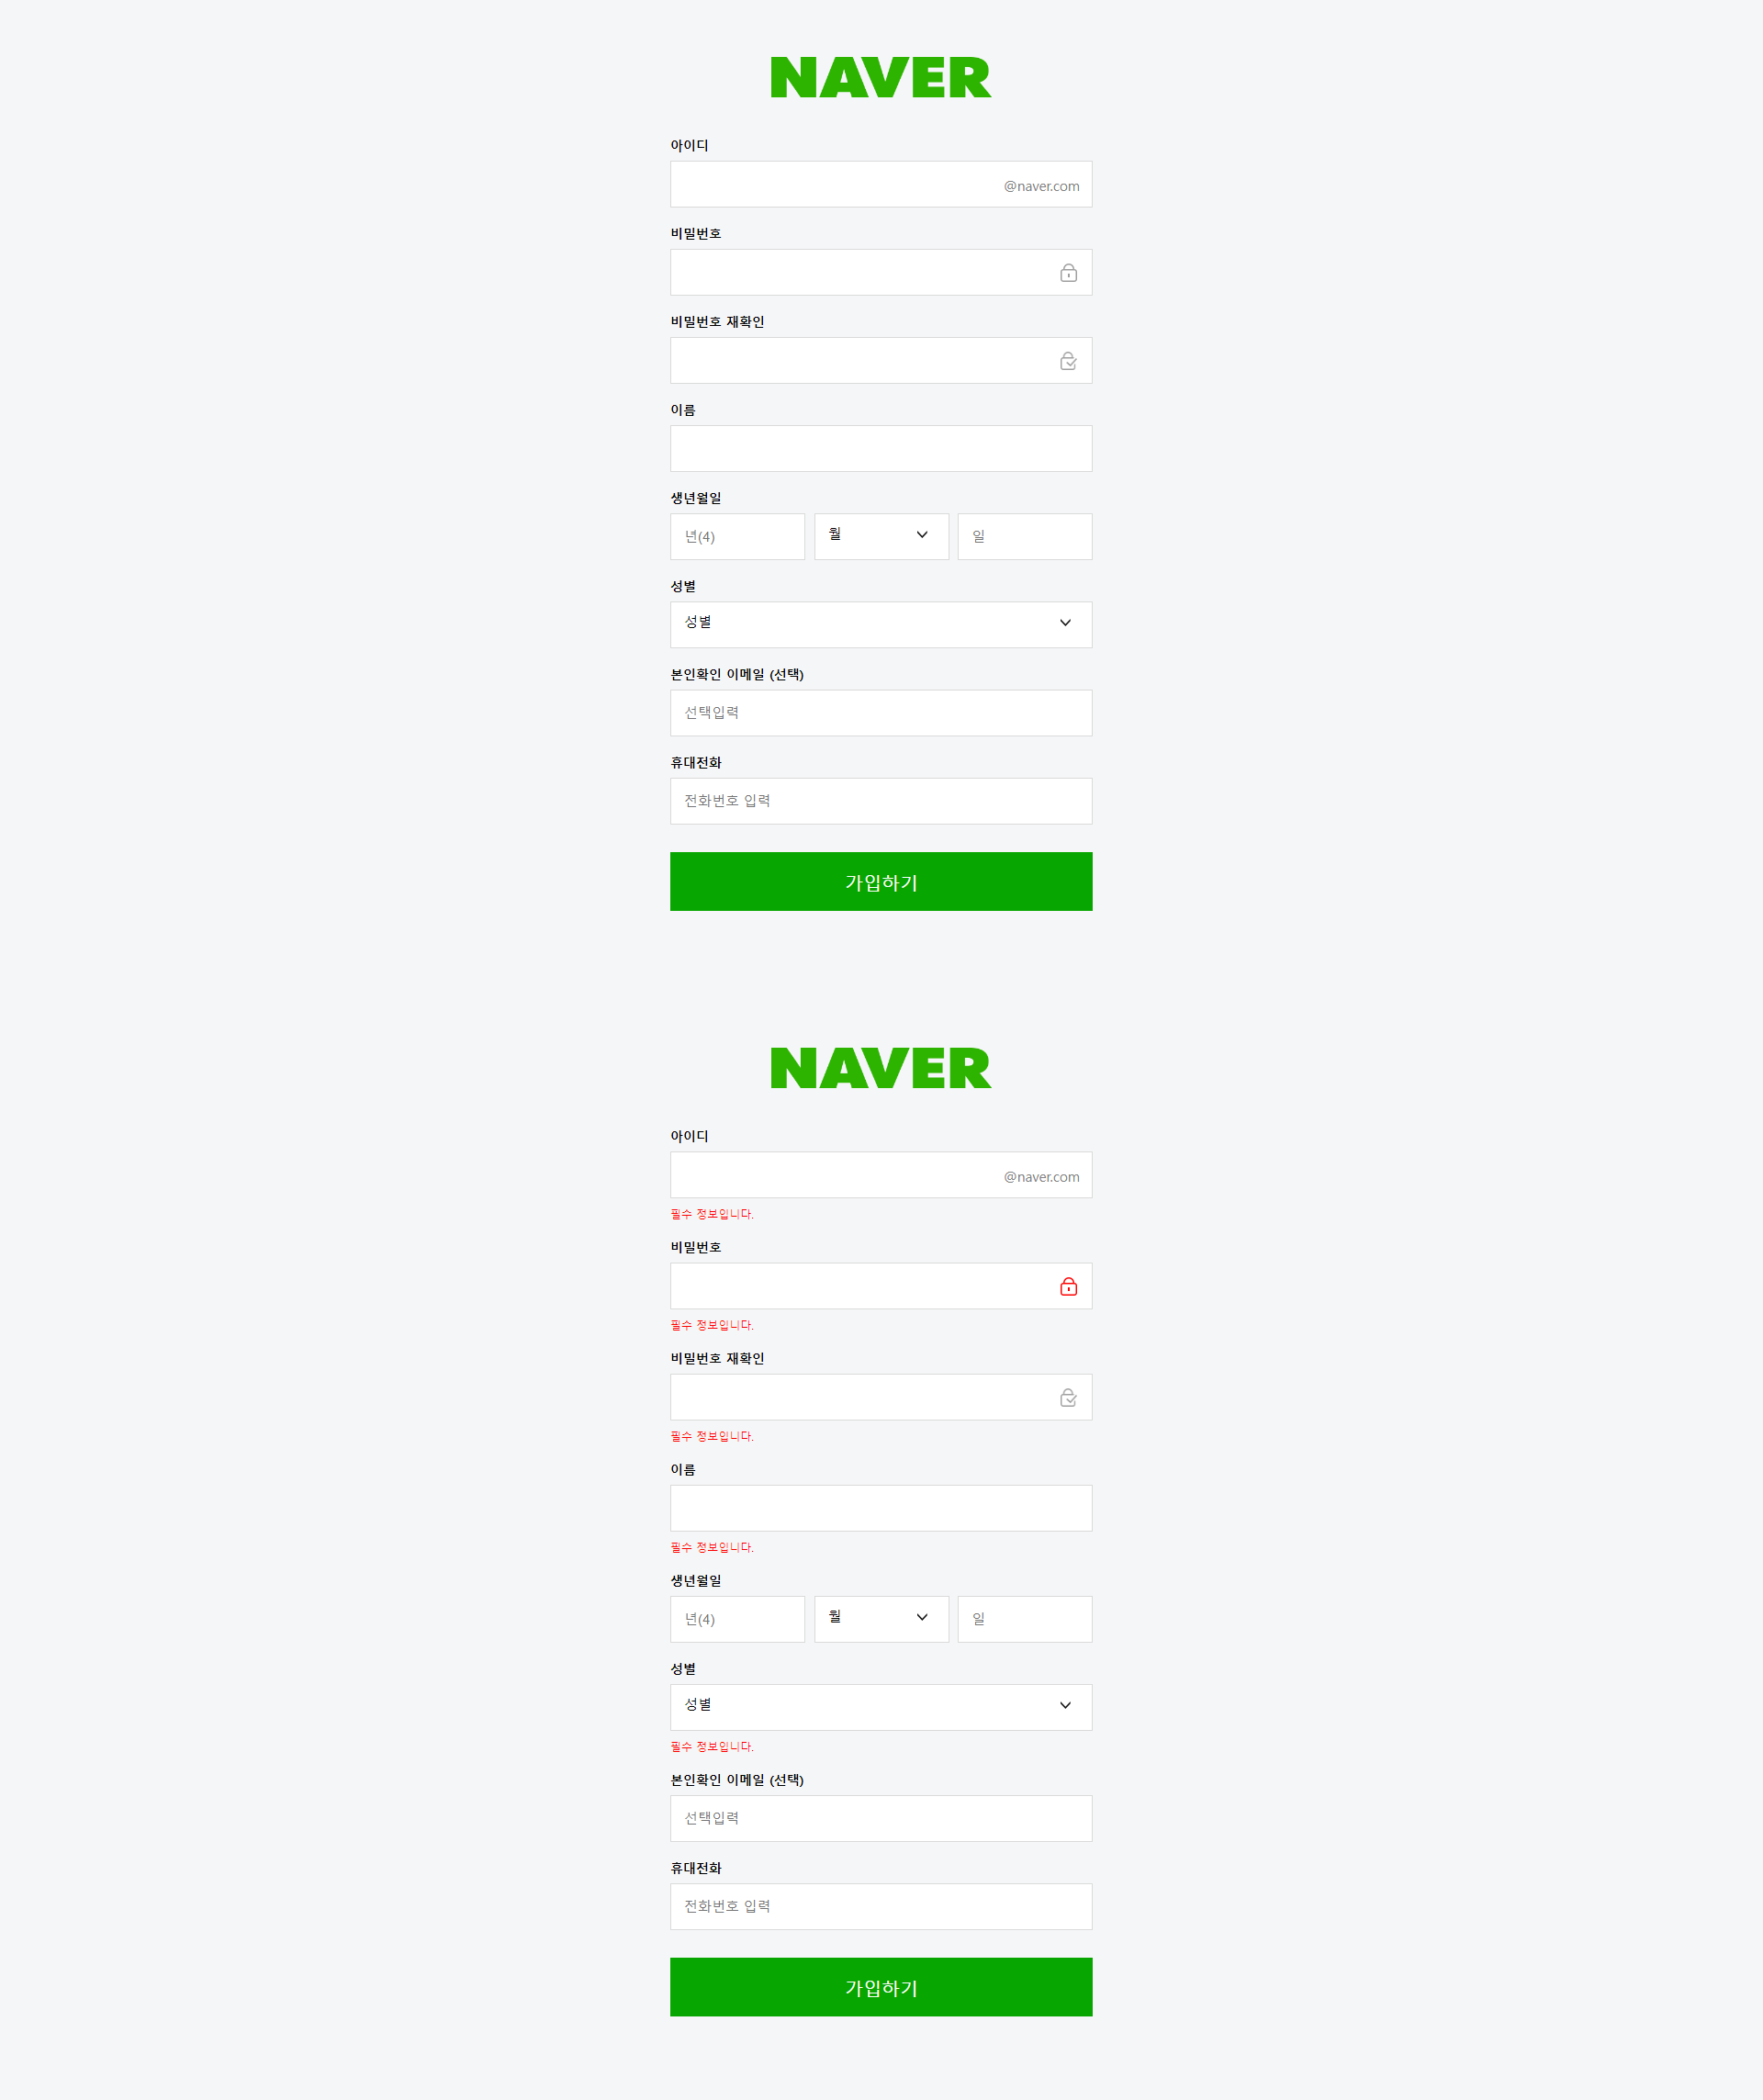 NAVER
아이디
@naver.com
비밀번호
비밀번호 재확인
이름
생년월일
년(4) 월 일
성별
성별
본인확인 이메일 (선택)
선택입력
휴대전화
전화번호 입력
가입하기
NAVER
아이디
@naver.com
필수 정보입니다.
비밀번호
필수 정보입니다.
비밀번호 재확인
필수 정보입니다.
이름
필수 정보입니다.
생년월일
년(4) 월 일
성별
성별
필수 정보입니다.
본인확인 이메일 (선택)
선택입력
휴대전화
전화번호 입력
가입하기